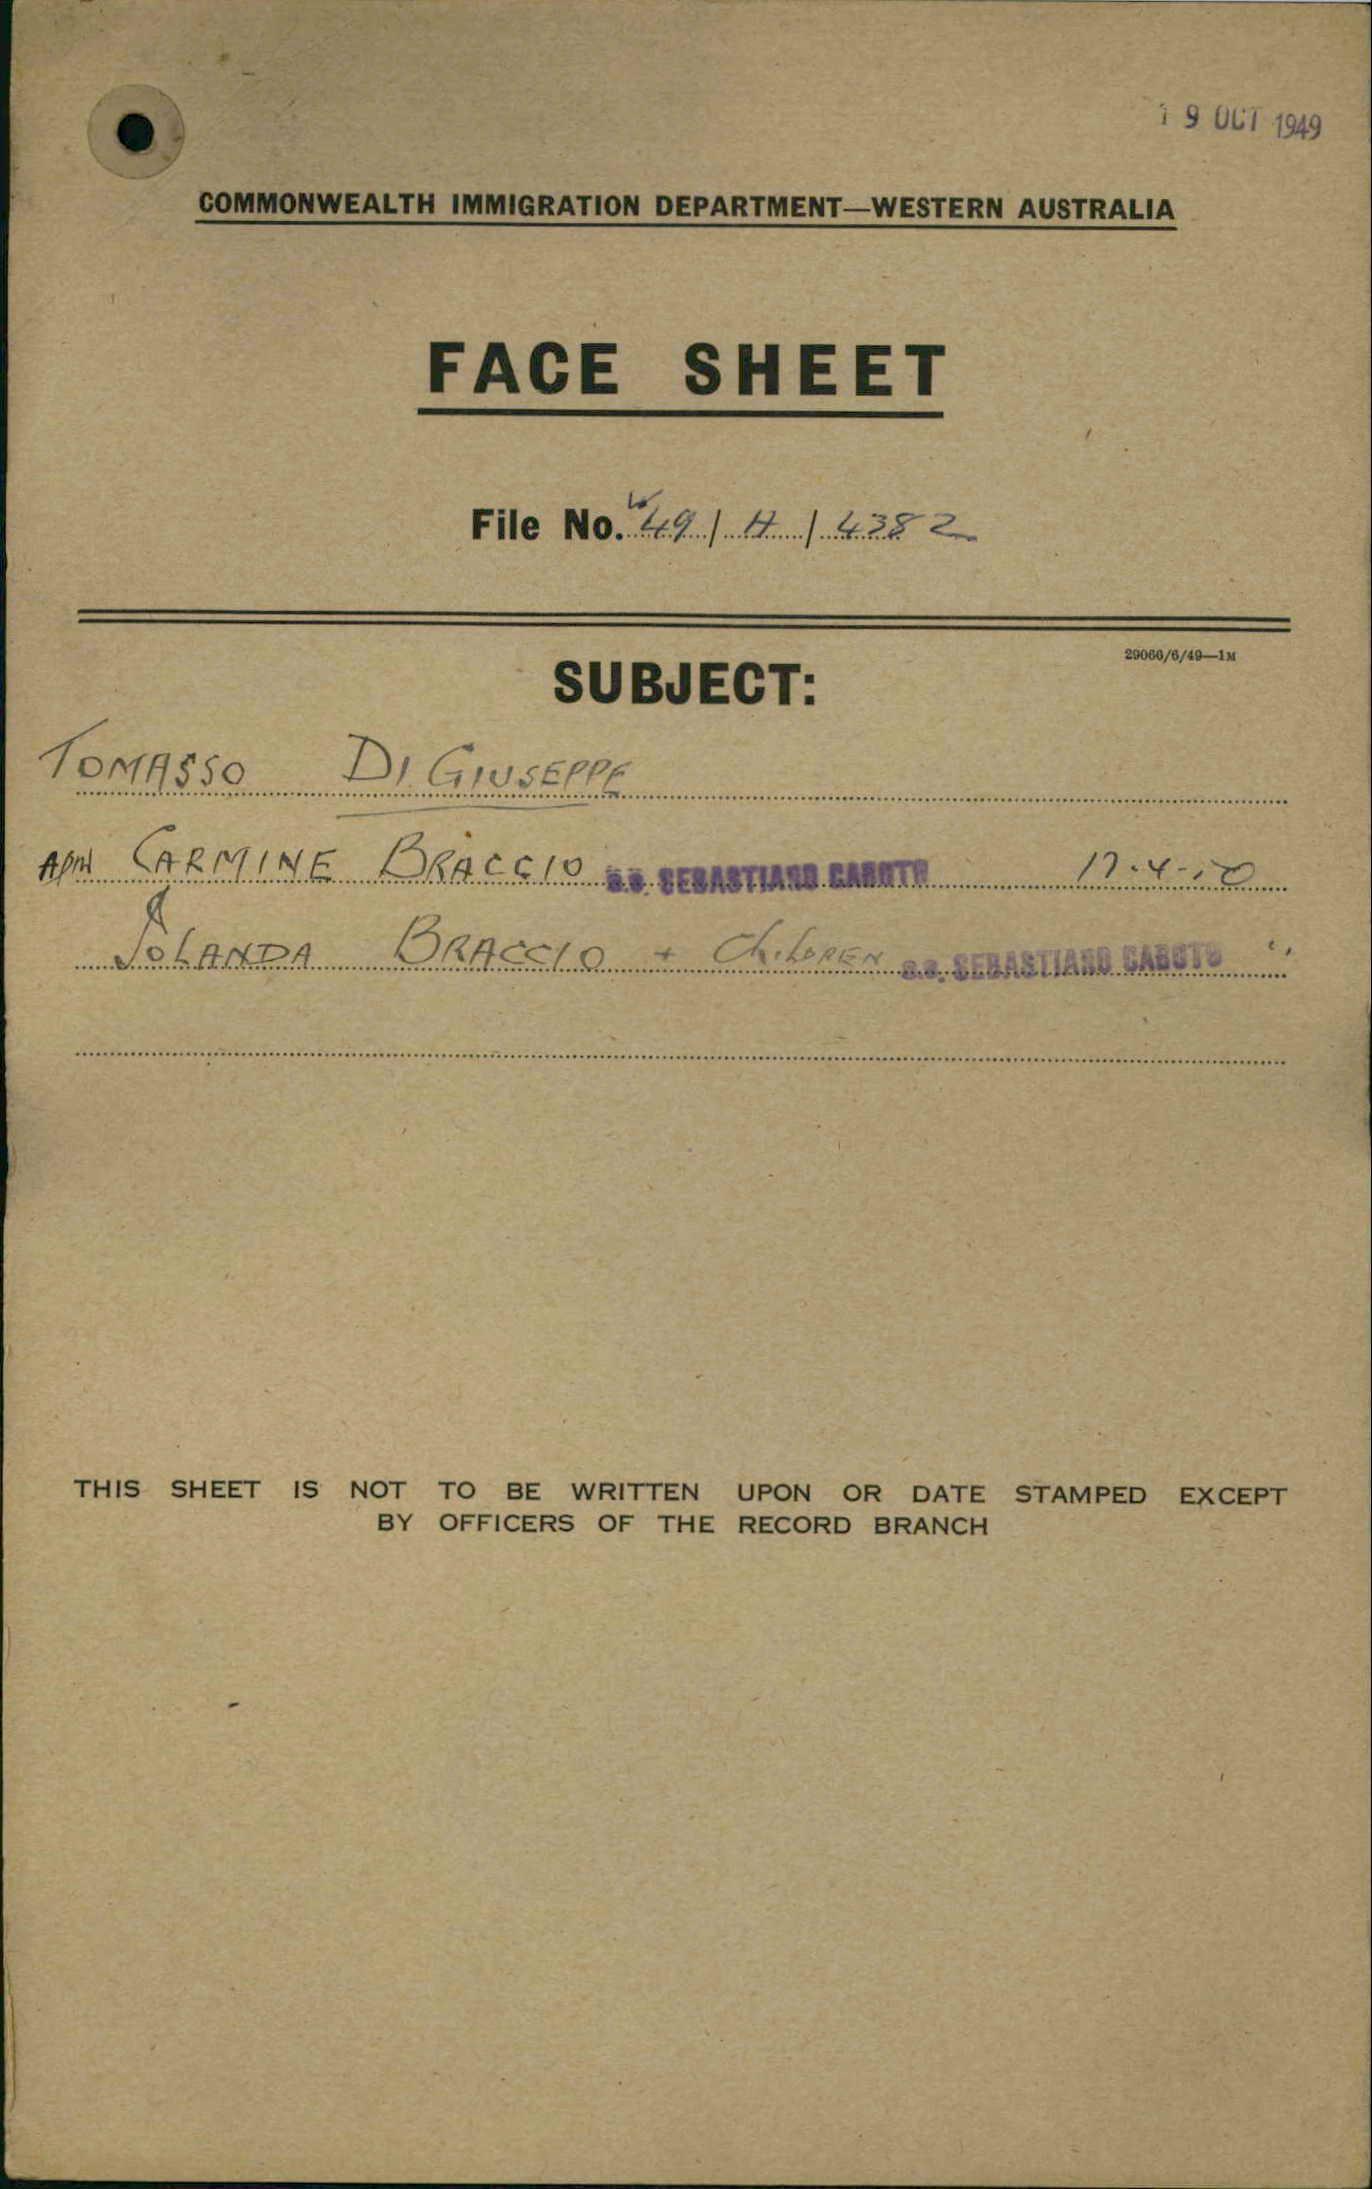 19 OCT 1949
COMMONWEALTH IMMIGRATION DEPARTMENT—WESTERN AUSTRALIA
FACE SHEET
File No. W49 / H / 4382
29066/6/49—1M
SUBJECT:
TOMASSO DI GIUSEPPE
CARMINE BRACCIO s.s. SEBASTIANO CABOTO 17.4.50
JOLANDA BRACCIO + CHILDREN s.s. SEBASTIANO CABOTO "
THIS SHEET IS NOT TO BE WRITTEN UPON OR DATE STAMPED EXCEPT
BY OFFICERS OF THE RECORD BRANCH